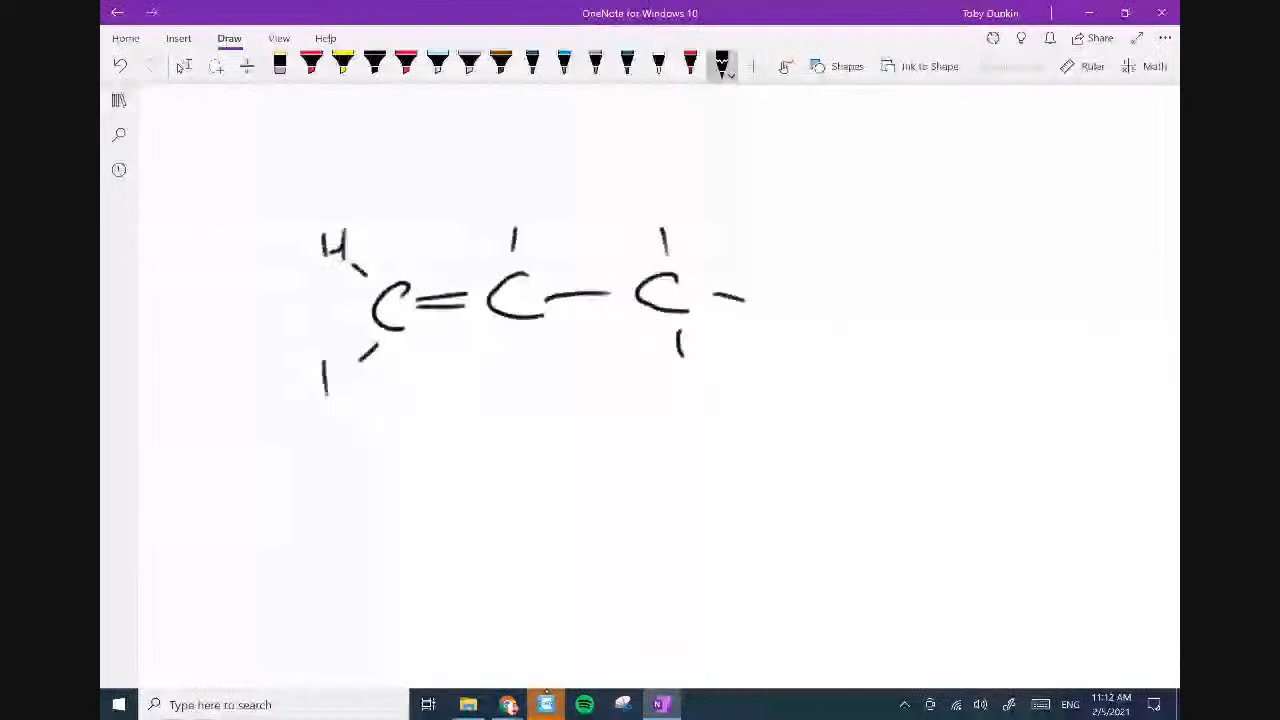 OneNote for Windows 10
Toby Dunkin
Home Insert Draw View Help
Share
Shapes Ink to Shape Ruler Math
H
C = C — C
Type here to search
ENG
11:12 AM
2/5/2021